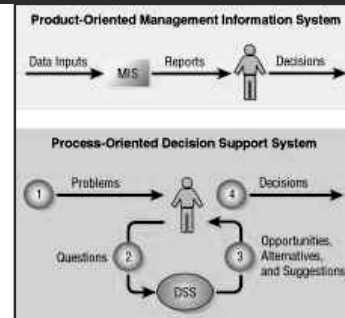 Product-Oriented Management Information System
Data Inputs
MIS
Reports
Decisions
Process-Oriented Decision Support System
1
Problems
4
Decisions
Questions
2
3
Opportunities,
Alternatives,
and Suggestions
DSS